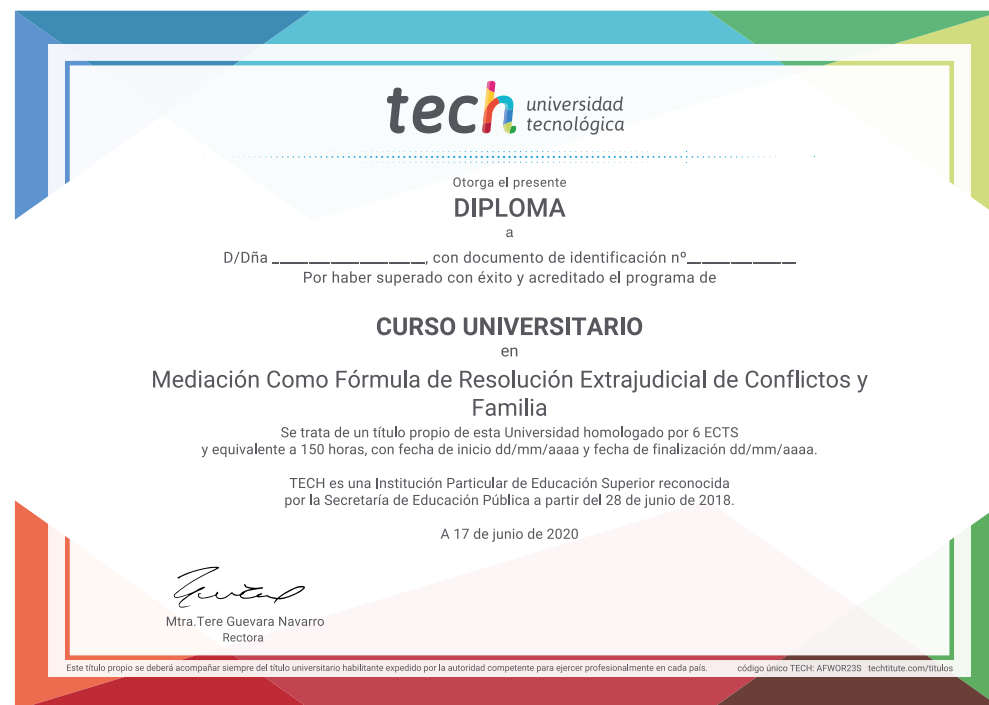 tech universidad
tecnológica
Otorga el presente
DIPLOMA
a
D/Dña ___________________, con documento de identificación nº______________
Por haber superado con éxito y acreditado el programa de
CURSO UNIVERSITARIO
en
Mediación Como Fórmula de Resolución Extrajudicial de Conflictos y
Familia
Se trata de un título propio de esta Universidad homologado por 6 ECTS
y equivalente a 150 horas, con fecha de inicio dd/mm/aaaa y fecha de finalización dd/mm/aaaa.
TECH es una Institución Particular de Educación Superior reconocida
por la Secretaría de Educación Pública a partir del 28 de junio de 2018.
A 17 de junio de 2020
Mtra.Tere Guevara Navarro
Rectora
Este título propio se deberá acompañar siempre del título universitario habilitante expedido por la autoridad competente para ejercer profesionalmente en cada país. código único TECH: AFWOR23S techtitute.com/titulos